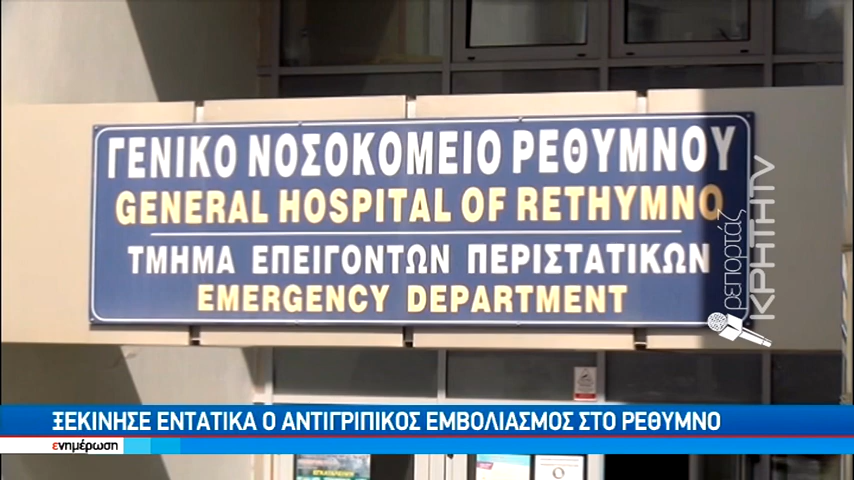 ΓΕΝΙΚΟ ΝΟΣΟΚΟΜΕΙΟ ΡΕΘΥΜΝΟΥ
GENERAL HOSPITAL OF RETHYMNO
ΤΜΗΜΑ ΕΠΕΙΓΟΝΤΩΝ ΠΕΡΙΣΤΑΤΙΚΩΝ
EMERGENCY DEPARTMENT
ρεπορτάζ
ΚΡΗΤΗTV
ΞΕΚΙΝΗΣΕ ΕΝΤΑΤΙΚΑ Ο ΑΝΤΙΓΡΙΠΙΚΟΣ ΕΜΒΟΛΙΑΣΜΟΣ ΣΤΟ ΡΕΘΥΜΝΟ
ενημέρωση